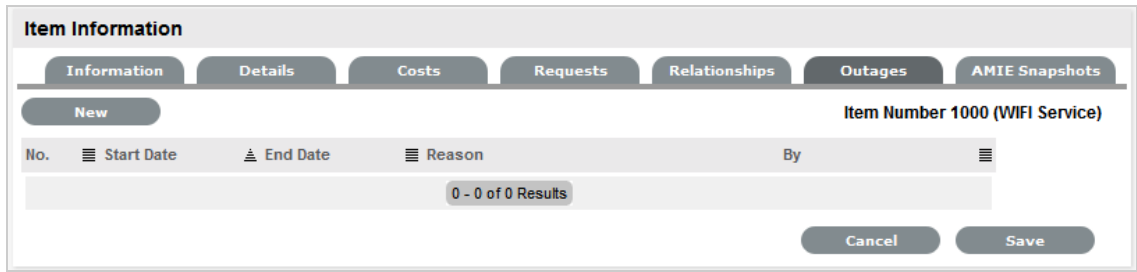 Item Information
Information Details Costs Requests Relationships Outages AMIE Snapshots
New Item Number 1000 (WIFI Service)
No. Start Date End Date Reason By
0 - 0 of 0 Results
Cancel Save